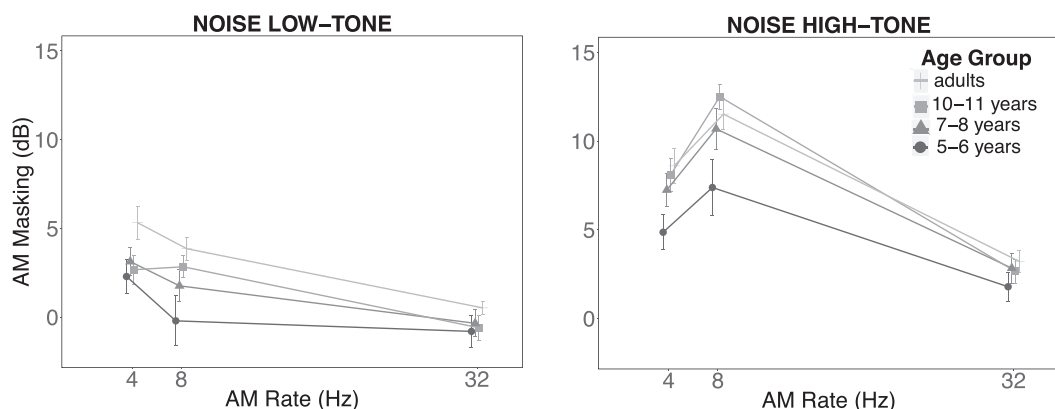 NOISE LOW–TONE
NOISE HIGH–TONE
AM Masking (dB)
15
10
5
0
4 8 32
AM Rate (Hz)
15
10
5
0
4 8 32
AM Rate (Hz)
Age Group
adults
10–11 years
7–8 years
5–6 years